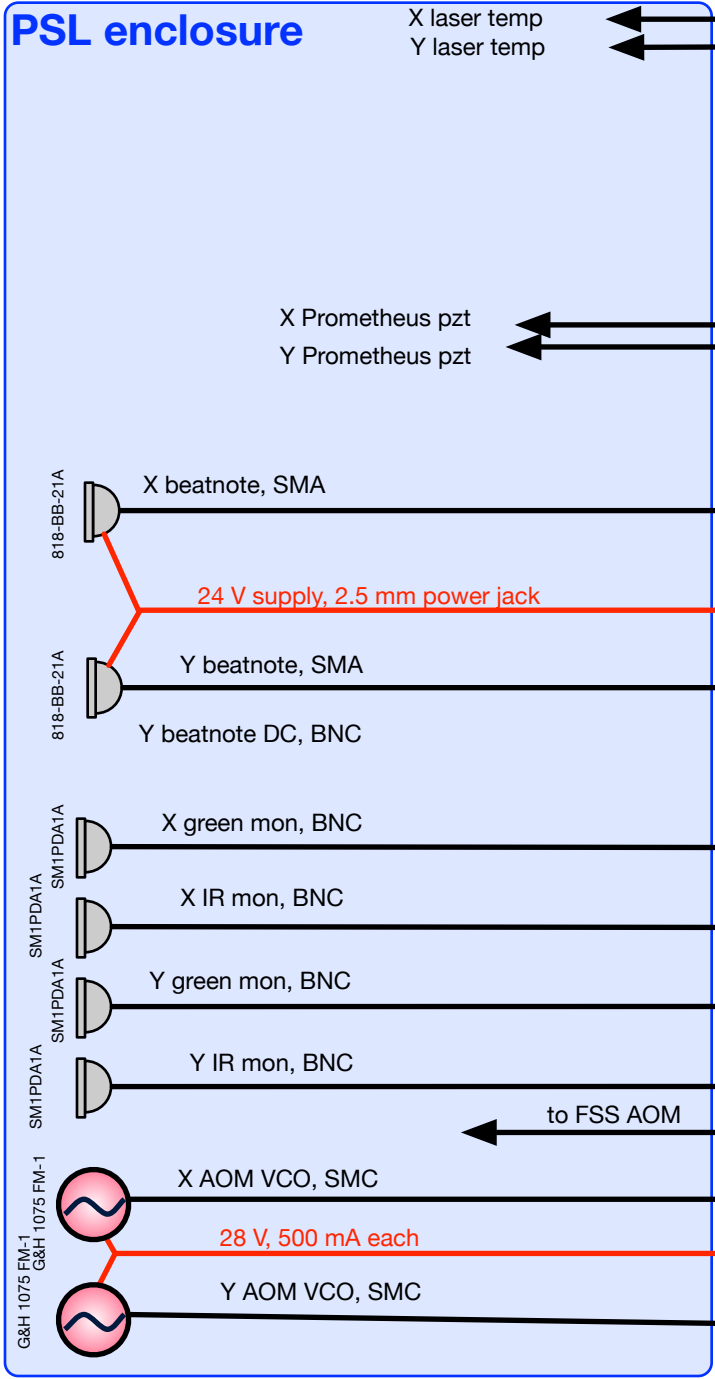 PSL enclosure
X laser temp
Y laser temp
X Prometheus pzt
Y Prometheus pzt
818-BB-21A
X beatnote, SMA
24 V supply, 2.5 mm power jack
818-BB-21A
Y beatnote, SMA
Y beatnote DC, BNC
SM1PDA1A
X green mon, BNC
SM1PDA1A
X IR mon, BNC
SM1PDA1A
Y green mon, BNC
SM1PDA1A
Y IR mon, BNC
to FSS AOM
G&H 1075 FM-1
X AOM VCO, SMC
28 V, 500 mA each
G&H 1075 FM-1
Y AOM VCO, SMC